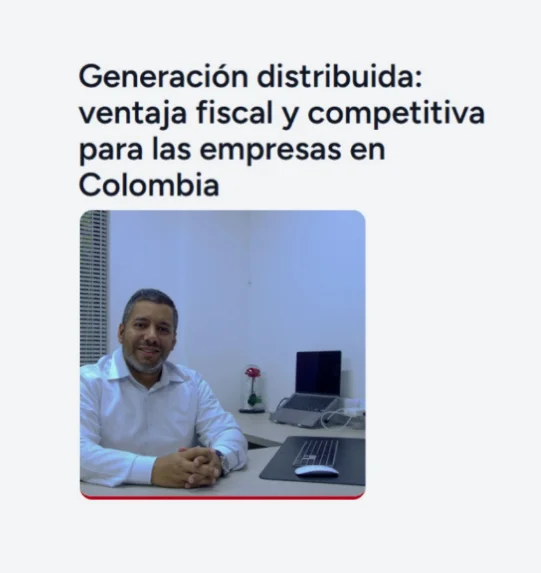 Generación distribuida:
ventaja fiscal y competitiva
para las empresas en
Colombia